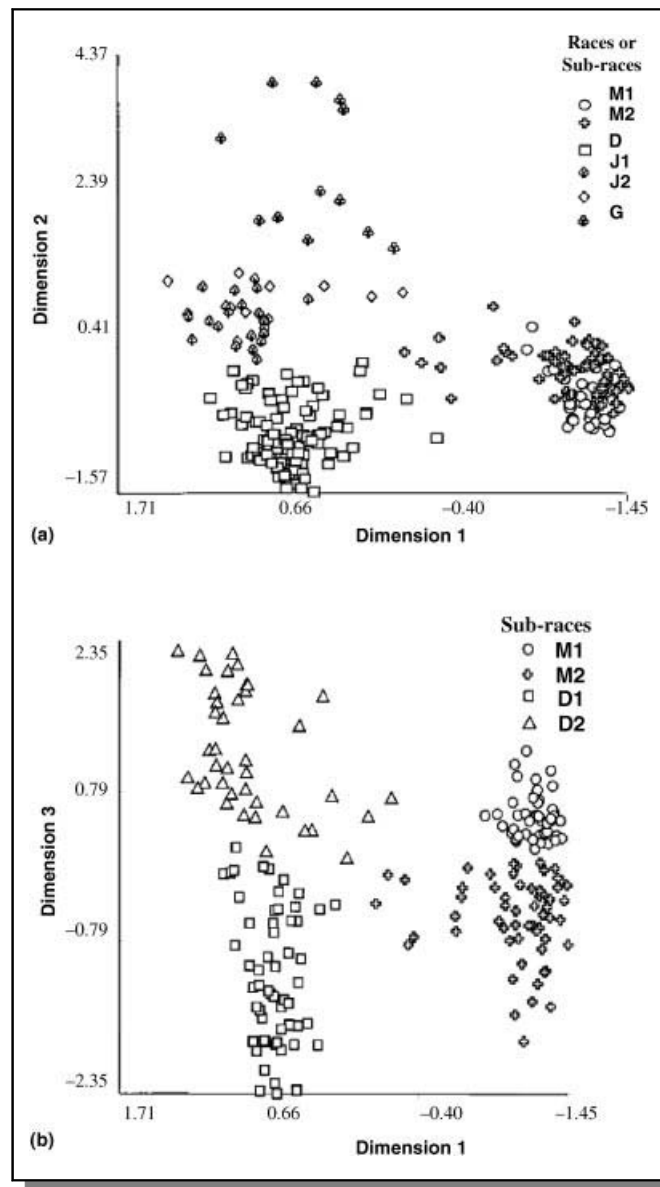 4.37
2.39
0.41
−1.57
Dimension 2
Races or
Sub-races
M1
M2
D
J1
J2
G
1.71
0.66
−0.40
−1.45
(a)
Dimension 1
2.35
0.79
−0.79
−2.35
Dimension 3
Sub-races
M1
M2
D1
D2
1.71
0.66
−0.40
−1.45
(b)
Dimension 1